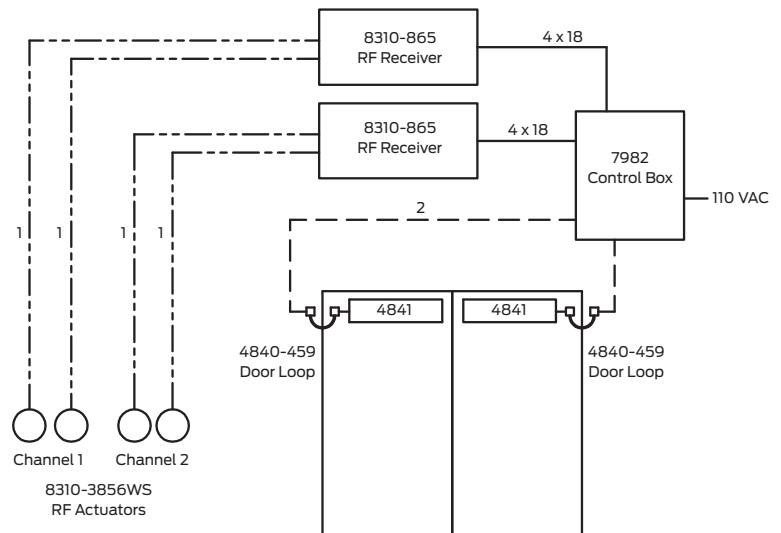 8310-865
RF Receiver
4 x 18
8310-865
RF Receiver
4 x 18
7982
Control Box
110 VAC
1
1
1
1
2
4841
4841
4840-459
Door Loop
4840-459
Door Loop
Channel 1
Channel 2
8310-3856WS
RF Actuators